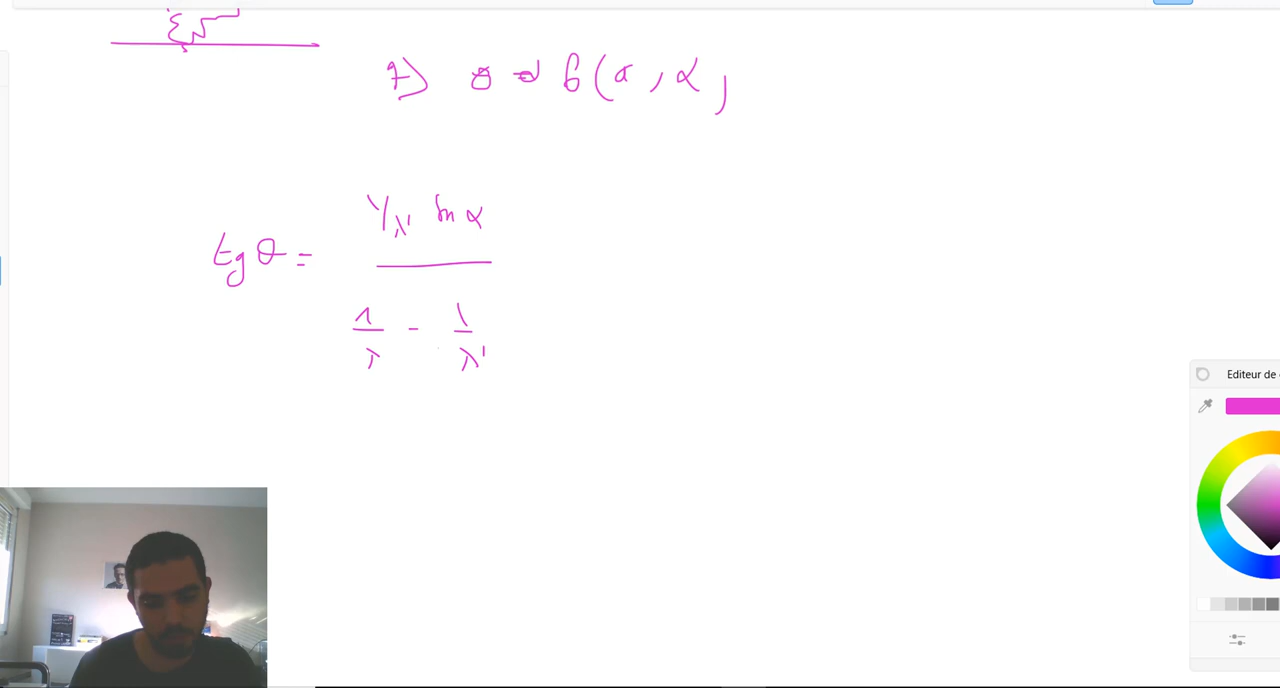 7) θ → f(σ, α,)
tg θ = 1/λ' sin α
1/λ - 1/λ'
Editeur de